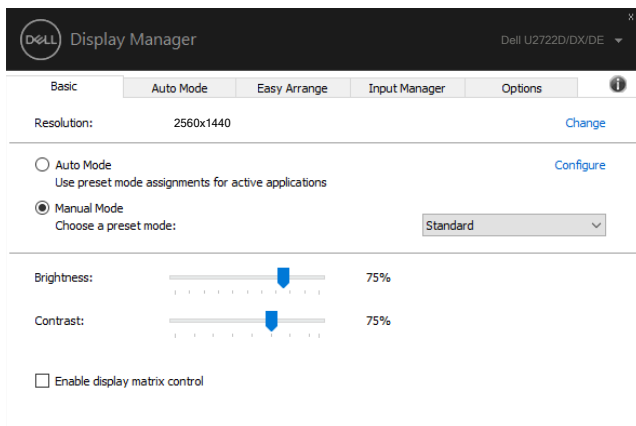 x
DELL Display Manager Dell U2722D/DX/DE
Basic Auto Mode Easy Arrange Input Manager Options i
Resolution: 2560x1440 Change
Auto Mode Configure
Use preset mode assignments for active applications
Manual Mode
Choose a preset mode: Standard
Brightness: 75%
Contrast: 75%
Enable display matrix control